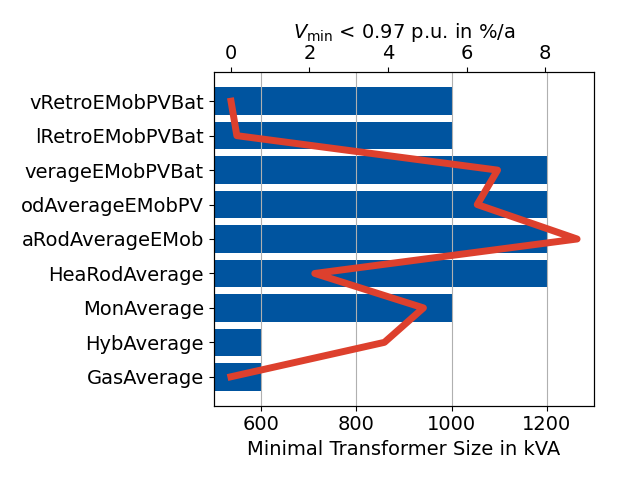 V_min < 0.97 p.u. in %/a
0 2 4 6 8
vRetroEMobPVBat
lRetroEMobPVBat
verageEMobPVBat
odAverageEMobPV
aRodAverageEMob
HeaRodAverage
MonAverage
HybAverage
GasAverage
600 800 1000 1200
Minimal Transformer Size in kVA